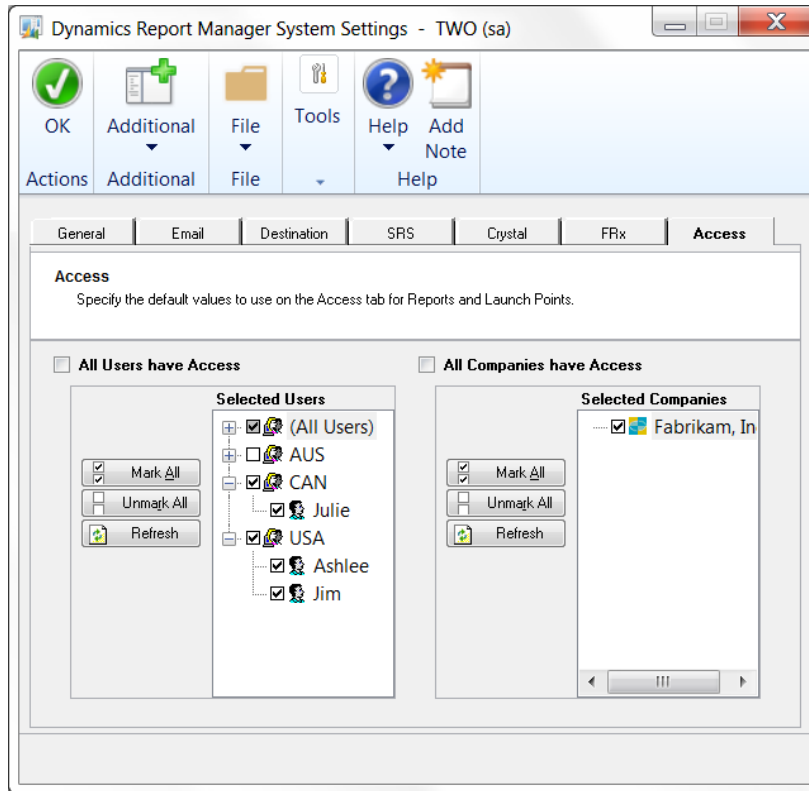 Dynamics Report Manager System Settings - TWO (sa)
OK
Additional
File
Tools
Help
Add Note
Actions
Additional
File
Help
General
Email
Destination
SRS
Crystal
FRx
Access
Access
Specify the default values to use on the Access tab for Reports and Launch Points.
All Users have Access
All Companies have Access
Selected Users
(All Users)
AUS
CAN
Julie
USA
Ashlee
Jim
Mark All
Unmark All
Refresh
Selected Companies
Fabrikam, In
Mark All
Unmark All
Refresh